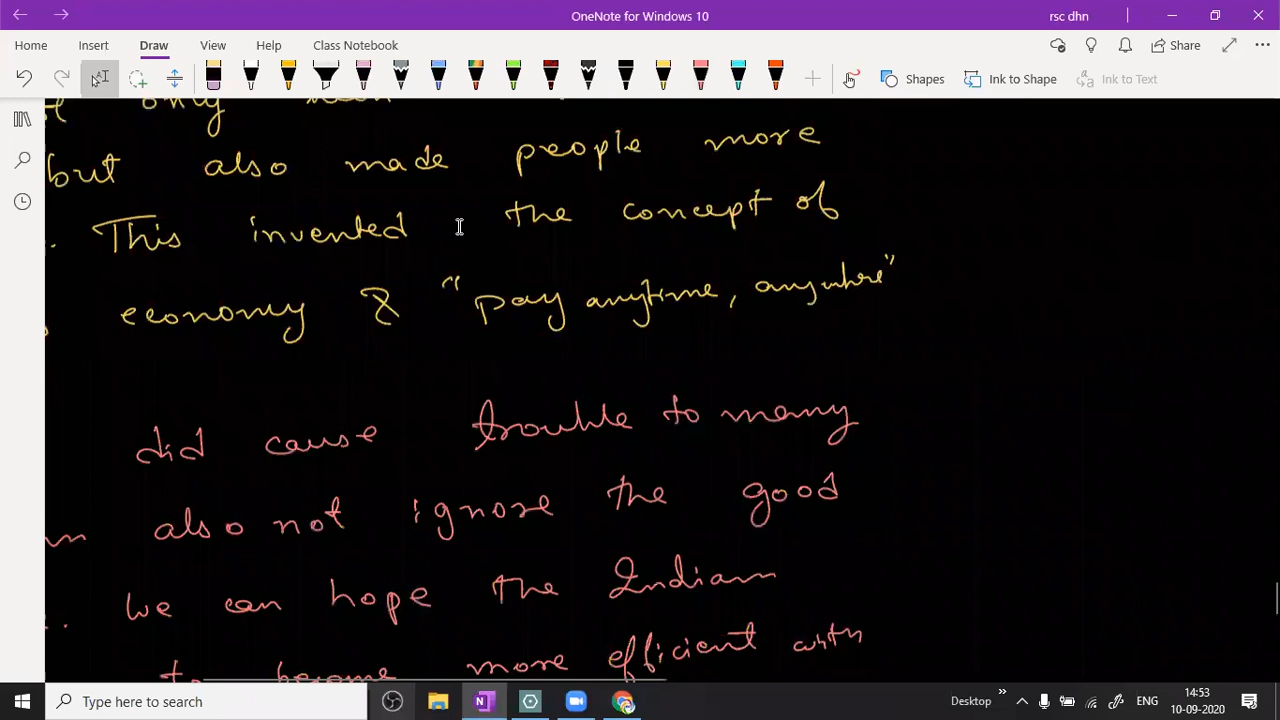 OneNote for Windows 10
rsc dhn
Home Insert Draw View Help Class Notebook
Share
Shapes
Ink to Shape
Ink to Text
only
but also made people more
. This invented the concept of
economy & "pay anytime, anywhere"
did cause trouble to many
also not ignore the good
. we can hope the Indian
to become more efficient with
Type here to search
Desktop
ENG
14:53
10-09-2020